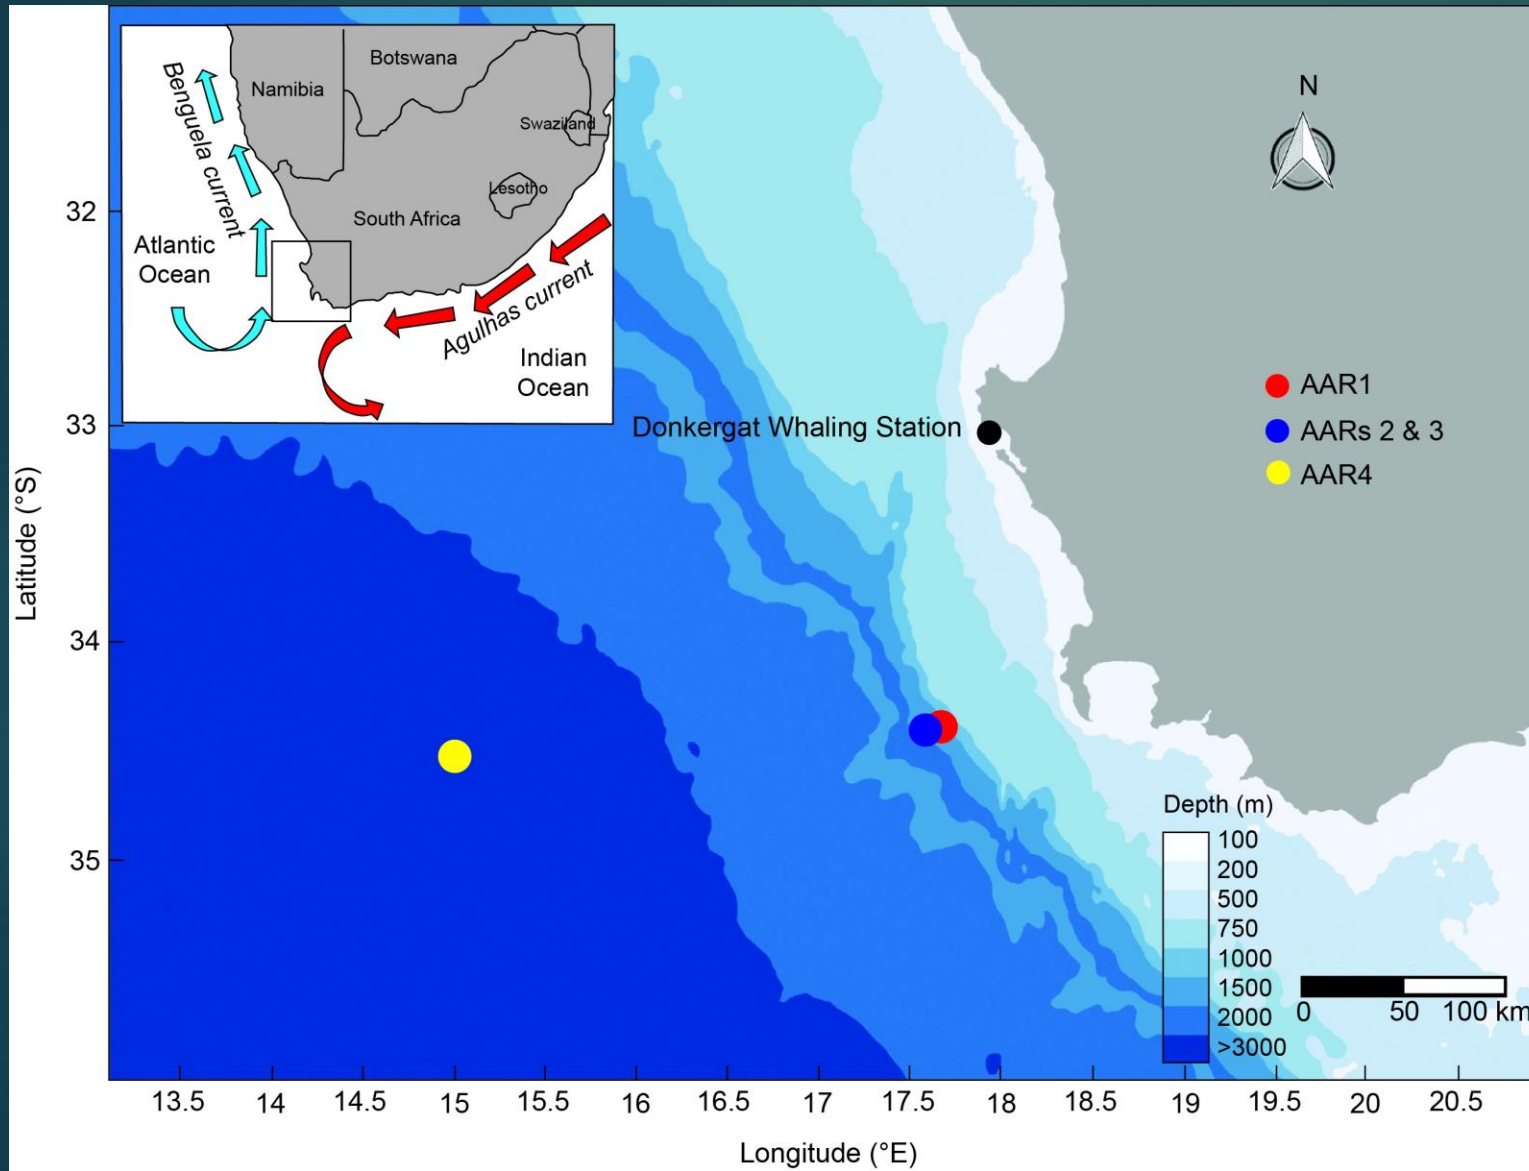 Namibia
Botswana
Swaziland
Lesotho
South Africa
Benguela current
Atlantic
Ocean
Agulhas current
Indian
Ocean
N
AAR1
AARs 2 & 3
AAR4
Donkergat Whaling Station
Depth (m)
100
200
500
750
1000
1500
2000
>3000
0 50 100 km
Latitude (°S)
32
33
34
35
13.5 14 14.5 15 15.5 16 16.5 17 17.5 18 18.5 19 19.5 20 20.5
Longitude (°E)